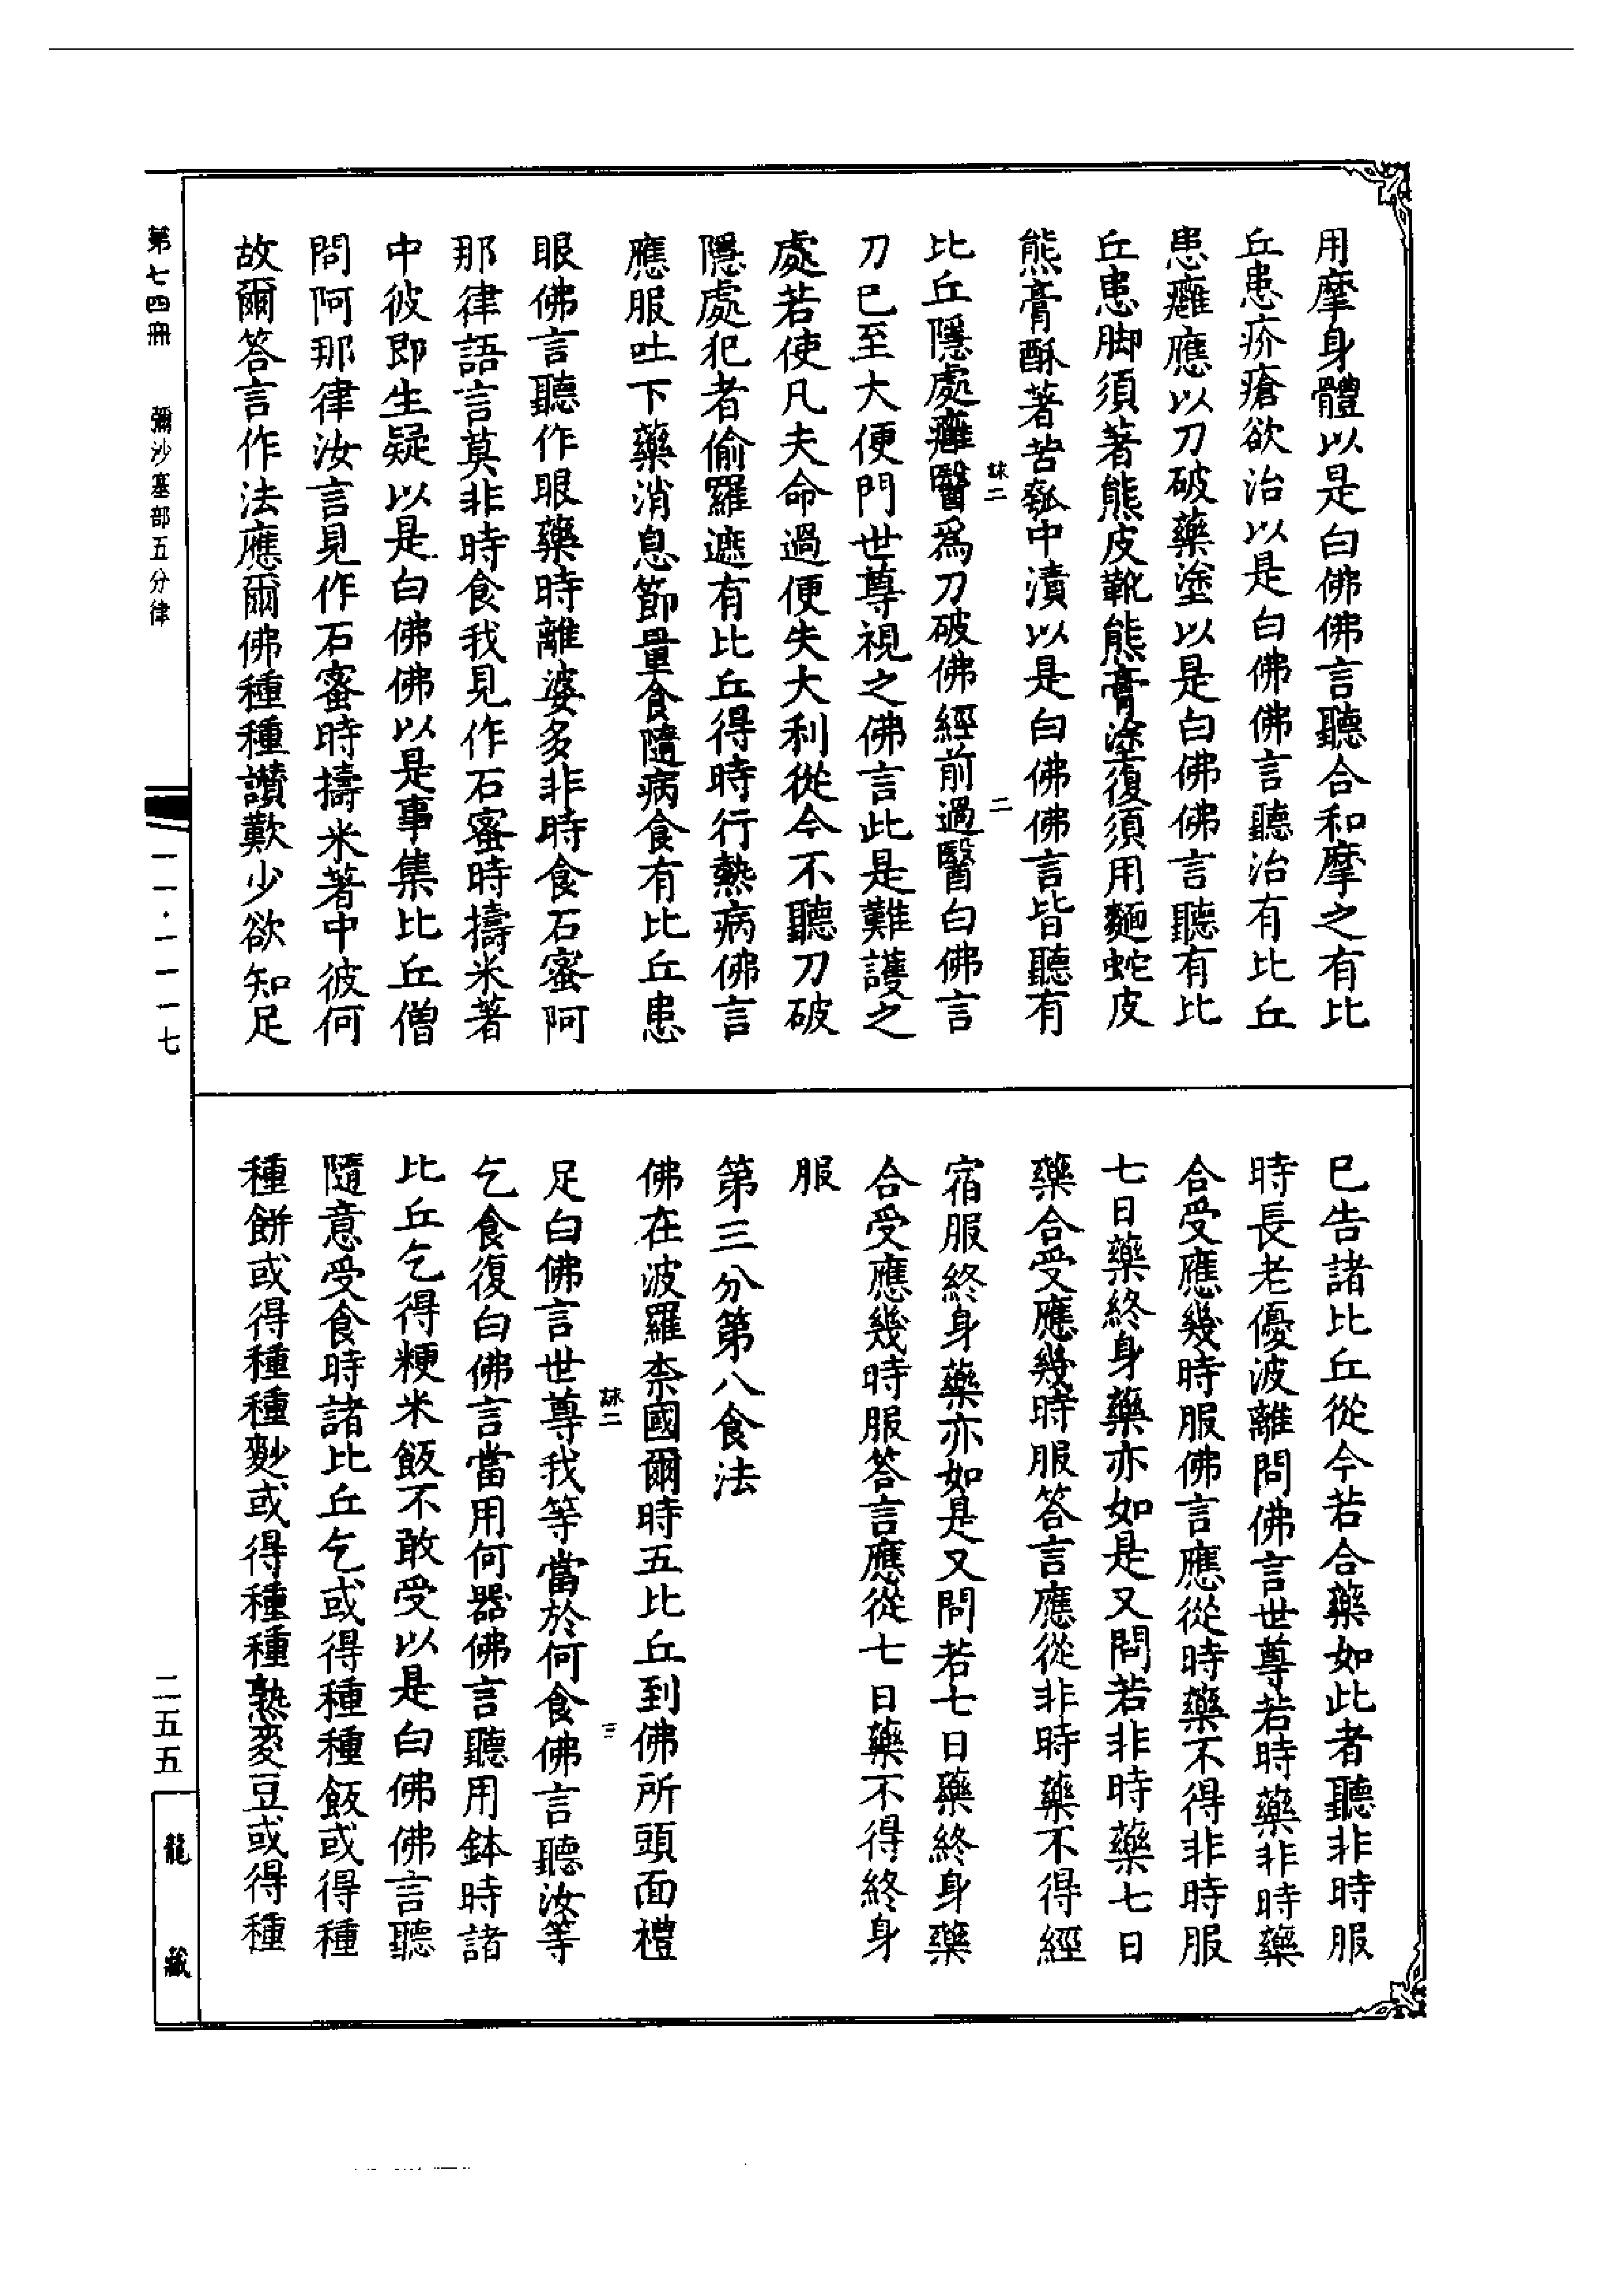 用摩身體以是白佛佛言聽合和摩之有比
丘患疥瘡欲治以是白佛佛言聽治有比丘
患癰應以刀破藥塗以是白佛佛言聽有比
丘患脚須著熊皮靴熊膏塗復須用麵蛇皮
熊膏酥著苦瓠中漬以是白佛佛言皆聽有
詠二
二
比丘隱處癰醫爲刀破佛經前過醫白佛言
刀已至大便門世尊視之佛言此是難護之
處若使凡夫命過便失大利從今不聽刀破
隱處犯者偷羅遮有比丘得時行熱病佛言
應服吐下藥消息節量食隨病食有比丘患
眼佛言聽作眼藥時離婆多非時食石蜜阿
那律語言莫非時食我見作石蜜時擣米著
中彼即生疑以是白佛佛以是事集比丘僧
問阿那律汝言見作石蜜時擣米著中彼何
故爾答言作法應爾佛種種讚歎少欲知足
已告諸比丘從今若合藥如此者聽非時服
時長老優波離問佛言世尊若時藥非時藥
合受應幾時服佛言應從時藥不得非時服
七日藥終身藥亦如是又問若非時藥七日
藥合受應幾時服答言應從非時藥不得經
宿服終身藥亦如是又問若七日藥終身藥
合受應幾時服答言應從七日藥不得終身
服
第三分第八食法
佛在波羅柰國爾時五比丘到佛所頭面禮
詠二
三
足白佛言世尊我等當於何食佛言聽汝等
乞食復白佛言當用何器佛言聽用鉢時諸
比丘乞得粳米飯不敢受以是白佛佛言聽
隨意受食時諸比丘乞或得種種飯或得種
種餅或得種種麨或得種種熟麥豆或得種
第七四冊
彌沙塞部五分律
一一·一一一七
二五五
龍藏